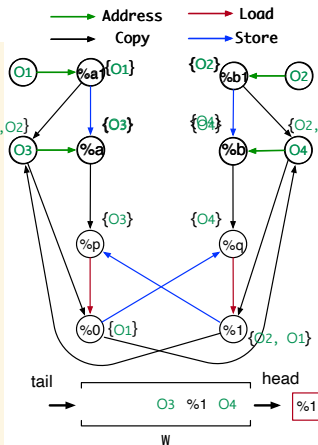 Address Load
Copy Store
O1 %a1 {O1} {O2} %b1 O2
,O2} {O3} {O4} {O2,
O3 %a %b O4
{O3} {O4}
%p %q
%0 {O1} %1 {O2, O1}
tail head
O3 %1 O4 %1
W